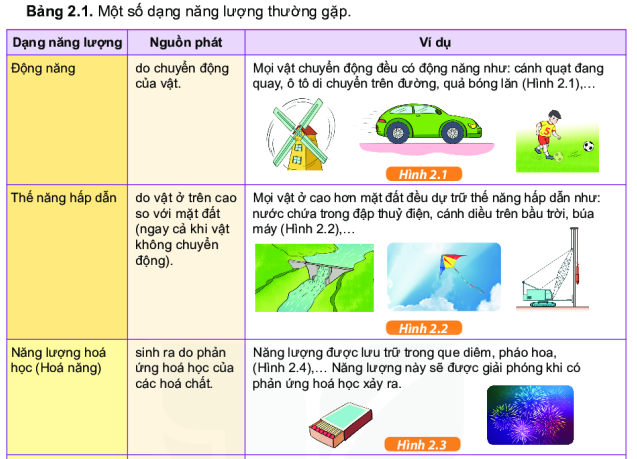 Bảng 2.1. Một số dạng năng lượng thường gặp.
Dạng năng lượng
Nguồn phát
Ví dụ
Động năng
do chuyển động
của vật.
Mọi vật chuyển động đều có động năng như: cánh quạt đang
quay, ô tô di chuyển trên đường, quả bóng lăn (Hình 2.1),...
Hình 2.1
Thế năng hấp dẫn
do vật ở trên cao
so với mặt đất
(ngay cả khi vật
không chuyển
động).
Mọi vật ở cao hơn mặt đất đều dự trữ thế năng hấp dẫn như:
nước chứa trong đập thuỷ điện, cánh diều trên bầu trời, búa
máy (Hình 2.2),...
Hình 2.2
Năng lượng hoá
học (Hoá năng)
sinh ra do phản
ứng hoá học của
các hoá chất.
Năng lượng được lưu trữ trong que diêm, pháo hoa,
(Hình 2.4),... Năng lượng này sẽ được giải phóng khi có
phản ứng hoá học xảy ra.
Hình 2.3